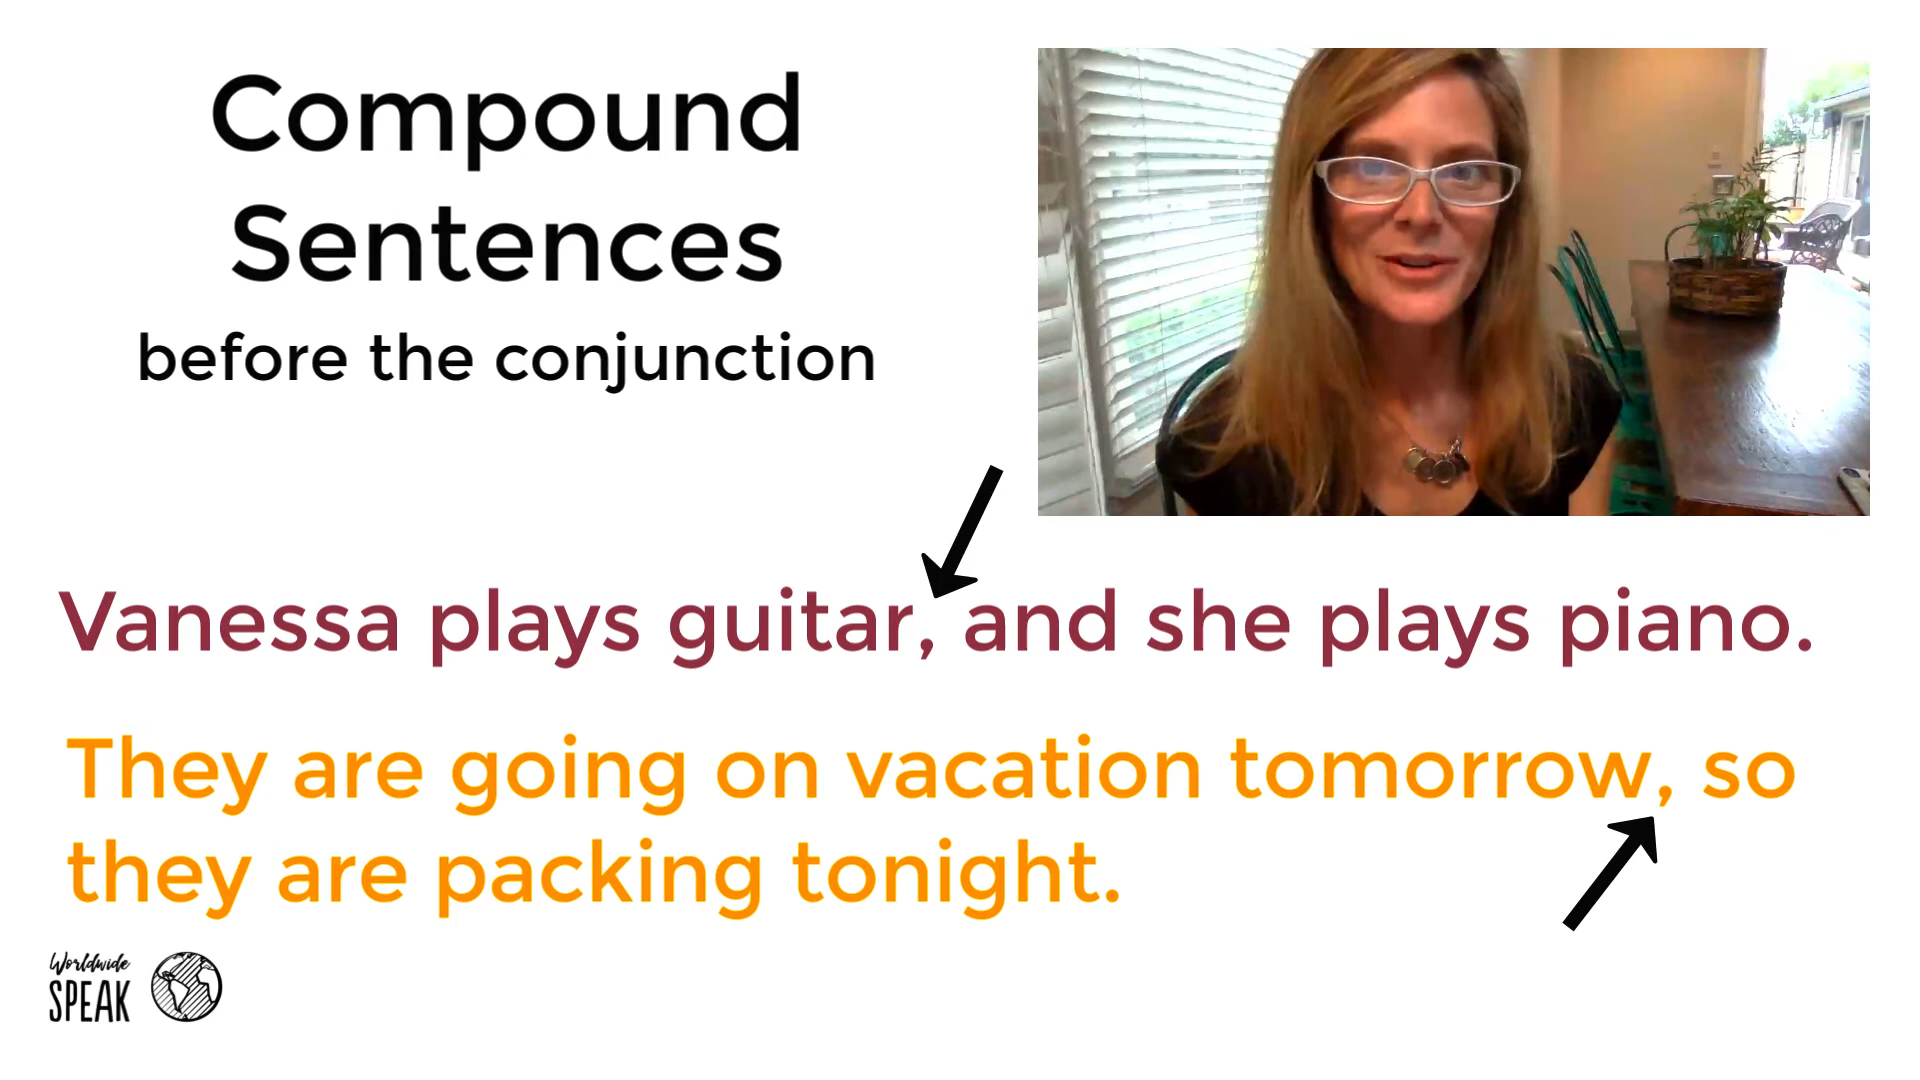 Compound
Sentences
before the conjunction
Vanessa plays guitar, and she plays piano.
They are going on vacation tomorrow, so
they are packing tonight.
Worldwide
SPEAK